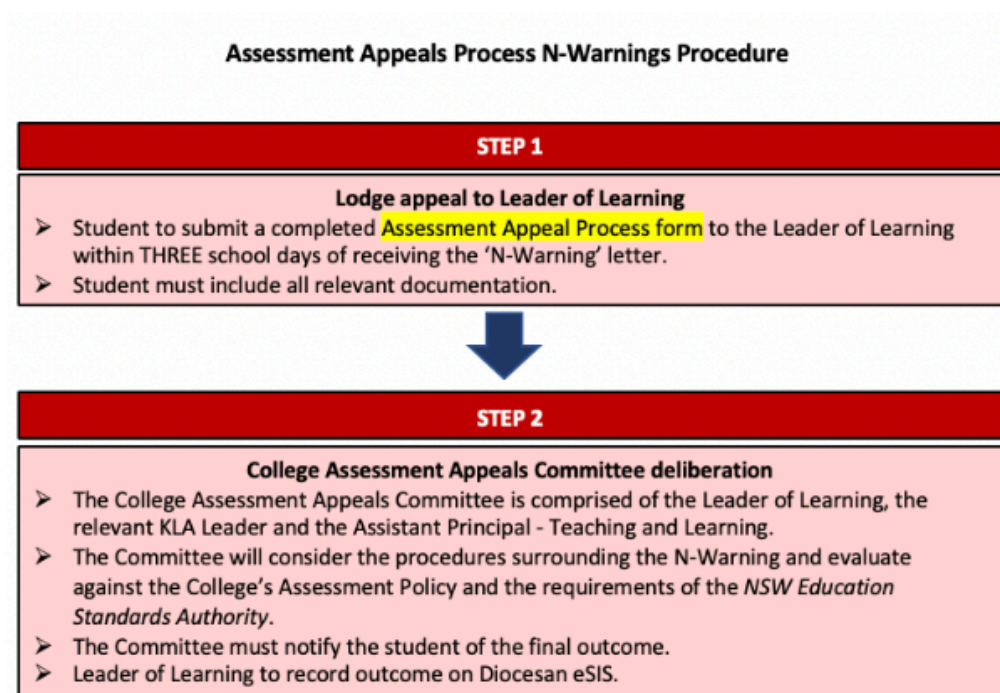 Assessment Appeals Process N-Warnings Procedure
STEP 1
Lodge appeal to Leader of Learning
➢ Student to submit a completed Assessment Appeal Process form to the Leader of Learning
within THREE school days of receiving the ‘N-Warning’ letter.
➢ Student must include all relevant documentation.
STEP 2
College Assessment Appeals Committee deliberation
➢ The College Assessment Appeals Committee is comprised of the Leader of Learning, the
relevant KLA Leader and the Assistant Principal - Teaching and Learning.
➢ The Committee will consider the procedures surrounding the N-Warning and evaluate
against the College’s Assessment Policy and the requirements of the NSW Education
Standards Authority.
➢ The Committee must notify the student of the final outcome.
➢ Leader of Learning to record outcome on Diocesan eSIS.